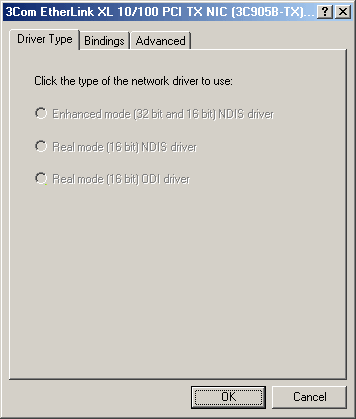 3Com EtherLink XL 10/100 PCI TX NIC (3C905B-TX)...
Driver Type Bindings Advanced
Click the type of the network driver to use:
Enhanced mode (32 bit and 16 bit) NDIS driver
Real mode (16 bit) NDIS driver
Real mode (16 bit) ODI driver
OK Cancel